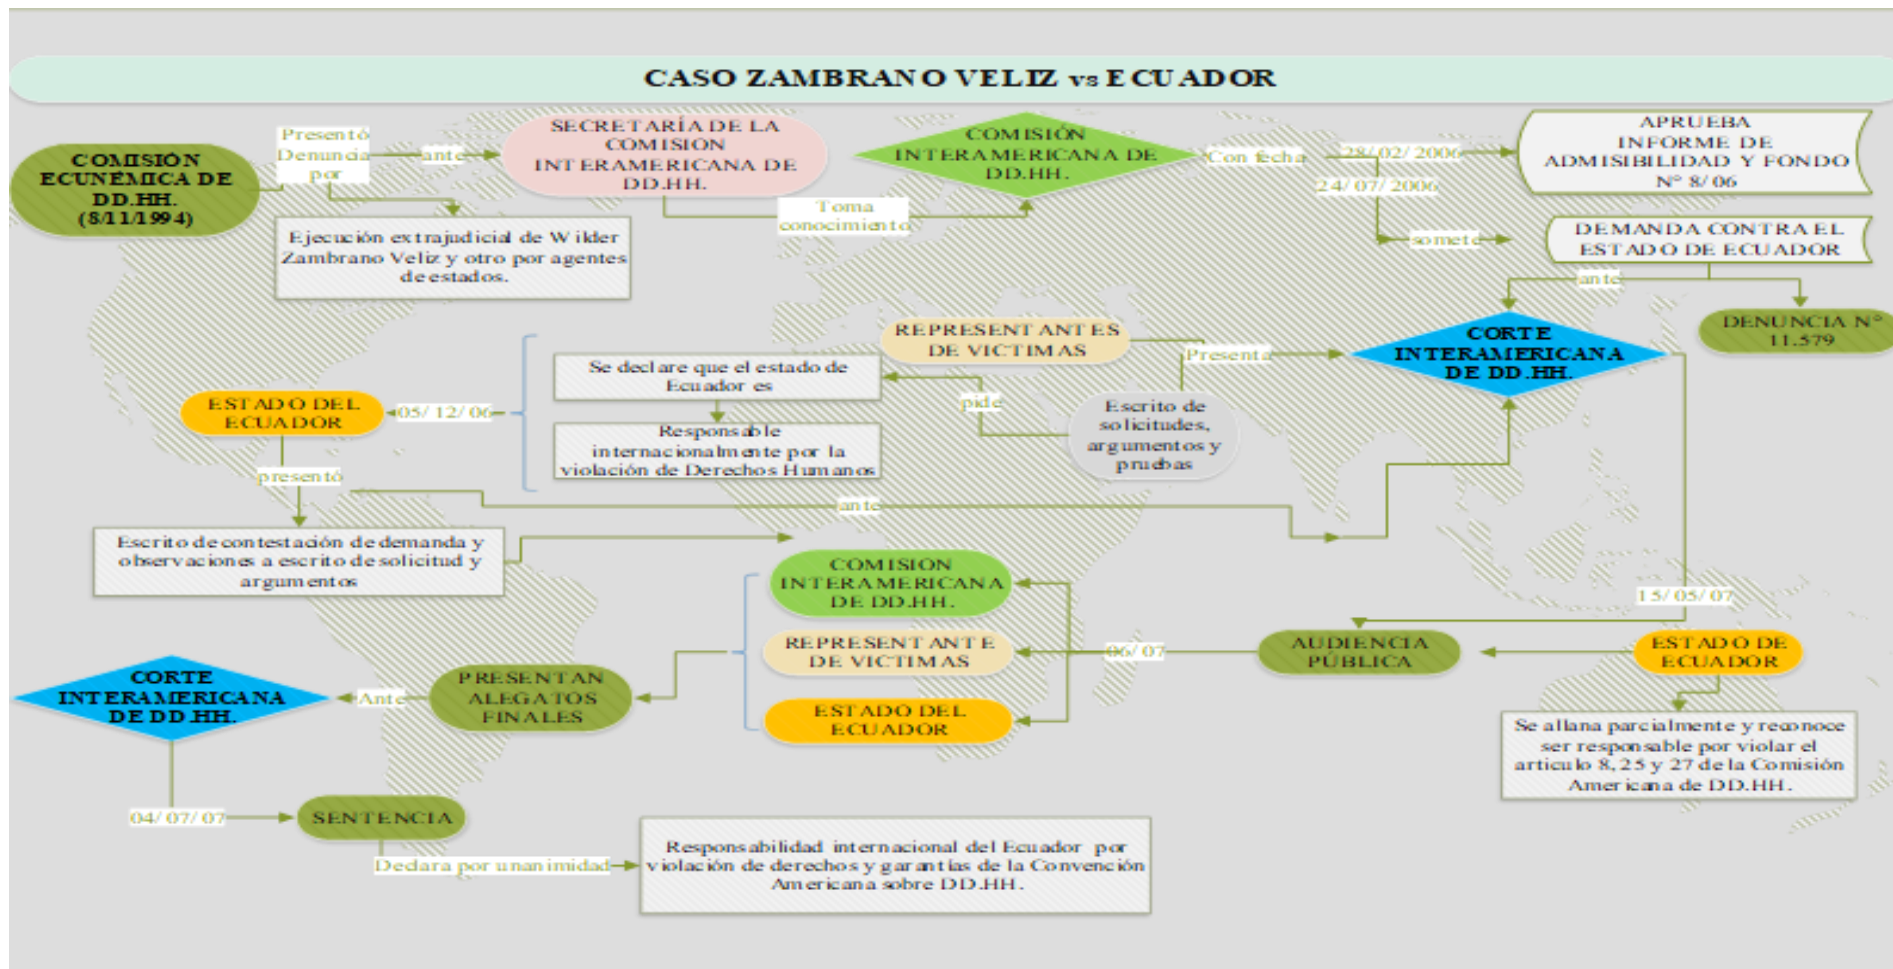 CASO ZAMBRANO VELIZ vs ECUADOR
COMISIÓN
ECUNÉMICA DE
DD.HH.
(8/11/1994)
Presentó
Denuncia
por
ante
SECRETARÍA DE LA
COMISIÓN
INTERAMERICANA DE
DD.HH.
Ejecución extrajudicial de Wilder
Zambrano Veliz y otro por agentes
de estados.
Toma
conocimiento
COMISIÓN
INTERAMERICANA DE
DD.HH.
Con fecha
28/02/2006
24/07/2006
APRUEBA
INFORME DE
ADMISIBILIDAD Y FONDO
N° 8/06
somete
DEMANDA CONTRA EL
ESTADO DE ECUADOR
ante
DENUNCIA N°
11.579
CORTE
INTERAMERICANA
DE DD.HH.
REPRESENTANTES
DE VICTIMAS
Presenta
Escrito de
solicitudes,
argumentos y
pruebas
pide
Se declare que el estado de
Ecuador es
Responsable
internacionalmente por la
violación de Derechos Humanos
05/12/06
ESTADO DEL
ECUADOR
presentó
ante
Escrito de contestación de demanda y
observaciones a escrito de solicitud y
argumentos
15/05/07
ESTADO DE
ECUADOR
Se allana parcialmente y reconoce
ser responsable por violar el
articulo 8, 25 y 27 de la Comisión
Americana de DD.HH.
AUDIENCIA
PÚBLICA
06/07
COMISIÓN
INTERAMERICANA
DE DD.HH.
REPRESENTANTE
DE VICTIMAS
ESTADO DEL
ECUADOR
PRESENTAN
ALEGATOS
FINALES
Ante
CORTE
INTERAMERICANA
DE DD.HH.
04/07/07
SENTENCIA
Declara por unanimidad
Responsabilidad internacional del Ecuador por
violación de derechos y garantías de la Convención
Americana sobre DD.HH.